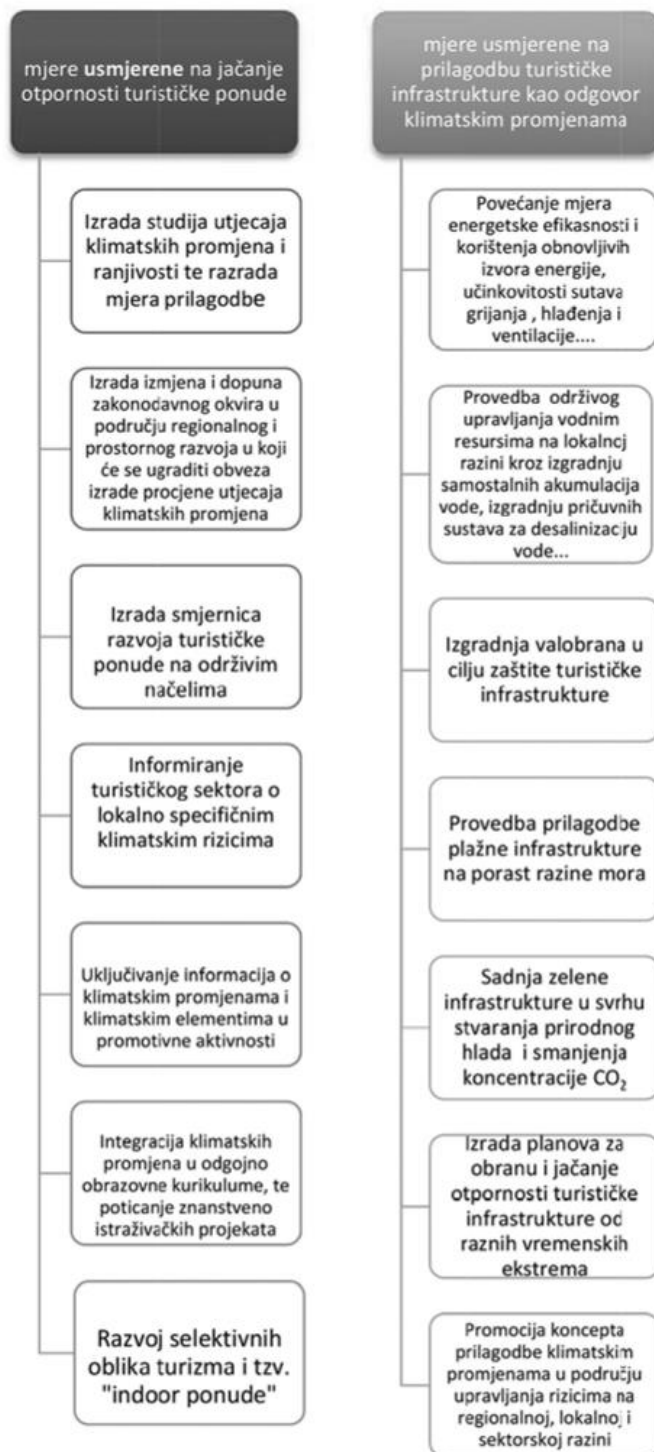 mjere usmjerene na jačanje
otpornosti turističke ponude
Izrada studija utjecaja
klimatskih promjena i
ranjivosti te razrada
mjera prilagodbe
Izrada izmjena i dopuna
zakonodavnog okvira u
području regionalnog i
prostornog razvoja u koji
će se ugraditi obveza
izrade procjene utjecaja
klimatskih promjena
Izrada smjernica
razvoja turističke
ponude na održivim
načelima
Informiranje
turističkog sektora o
lokalno specifičnim
klimatskim rizicima
Uključivanje informacija o
klimatskim promjenama i
klimatskim elementima u
promotivne aktivnosti
Integracija klimatskih
promjena u odgojno
obrazovne kurikulume, te
poticanje znanstveno
istraživačkih projekata
Razvoj selektivnih
oblika turizma i tzv.
"indoor ponude"
mjere usmjerene na
prilagodbu turističke
infrastrukture kao odgovor
klimatskim promjenama
Povećanje mjera
energetske efikasnosti i
korištenja obnovljivih
izvora energije,
učinkovitosti sutava
grijanja , hlađenja i
ventilacije....
Provedba održivog
upravljanja vodnim
resursima na lokalnoj
razini kroz izgradnju
samostalnih akumulacija
vode, izgradnju pričuvnih
sustava za desalinizaciju
vode...
Izgradnja valobrana u
cilju zaštite turističke
infrastrukture
Provedba prilagodbe
plažne infrastrukture
na porast razine mora
Sadnja zelene
infrastrukture u svrhu
stvaranja prirodnog
hlada i smanjenja
koncentracije CO₂
Izrada planova za
obranu i jačanje
otpornosti turističke
infrastrukture od
raznih vremenskih
ekstrema
Promocija koncepta
prilagodbe klimatskim
promjenama u području
upravljanja rizicima na
regionalnoj, lokalnoj i
sektorskoj razini